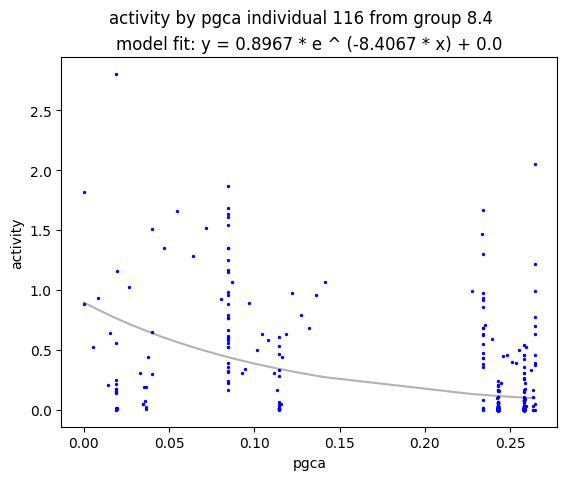 activity by pgca individual 116 from group 8.4
model fit: y = 0.8967 * e ^ (-8.4067 * x) + 0.0
2.5
2.0
1.5
1.0
0.5
0.0
activity
0.00 0.05 0.10 0.15 0.20 0.25
pgca